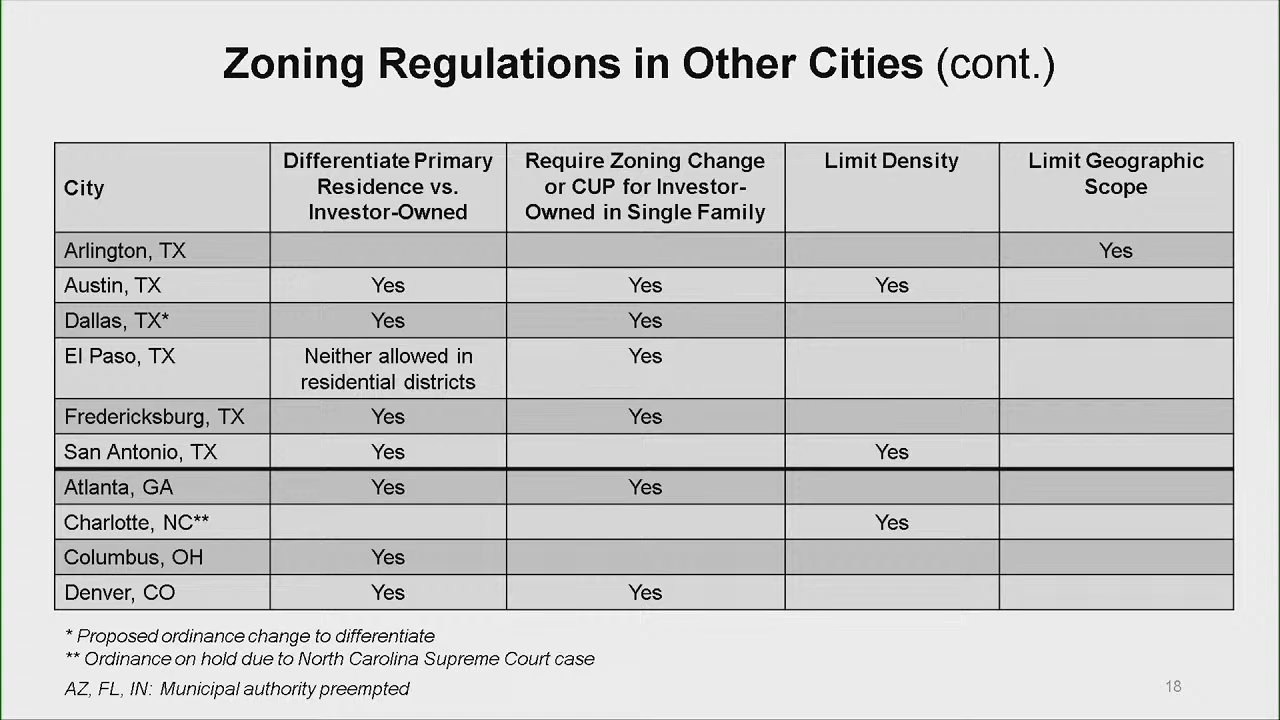 Zoning Regulations in Other Cities (cont.)
City
Differentiate Primary
Residence vs.
Investor-Owned
Require Zoning Change
or CUP for Investor-
Owned in Single Family
Limit Density
Limit Geographic
Scope
Arlington, TX Yes
Austin, TX Yes Yes Yes
Dallas, TX* Yes Yes
El Paso, TX Neither allowed in Yes
residential districts
Fredericksburg, TX Yes Yes
San Antonio, TX Yes Yes
Atlanta, GA Yes Yes
Charlotte, NC** Yes
Columbus, OH Yes
Denver, CO Yes Yes
* Proposed ordinance change to differentiate
** Ordinance on hold due to North Carolina Supreme Court case
AZ, FL, IN: Municipal authority preempted
18